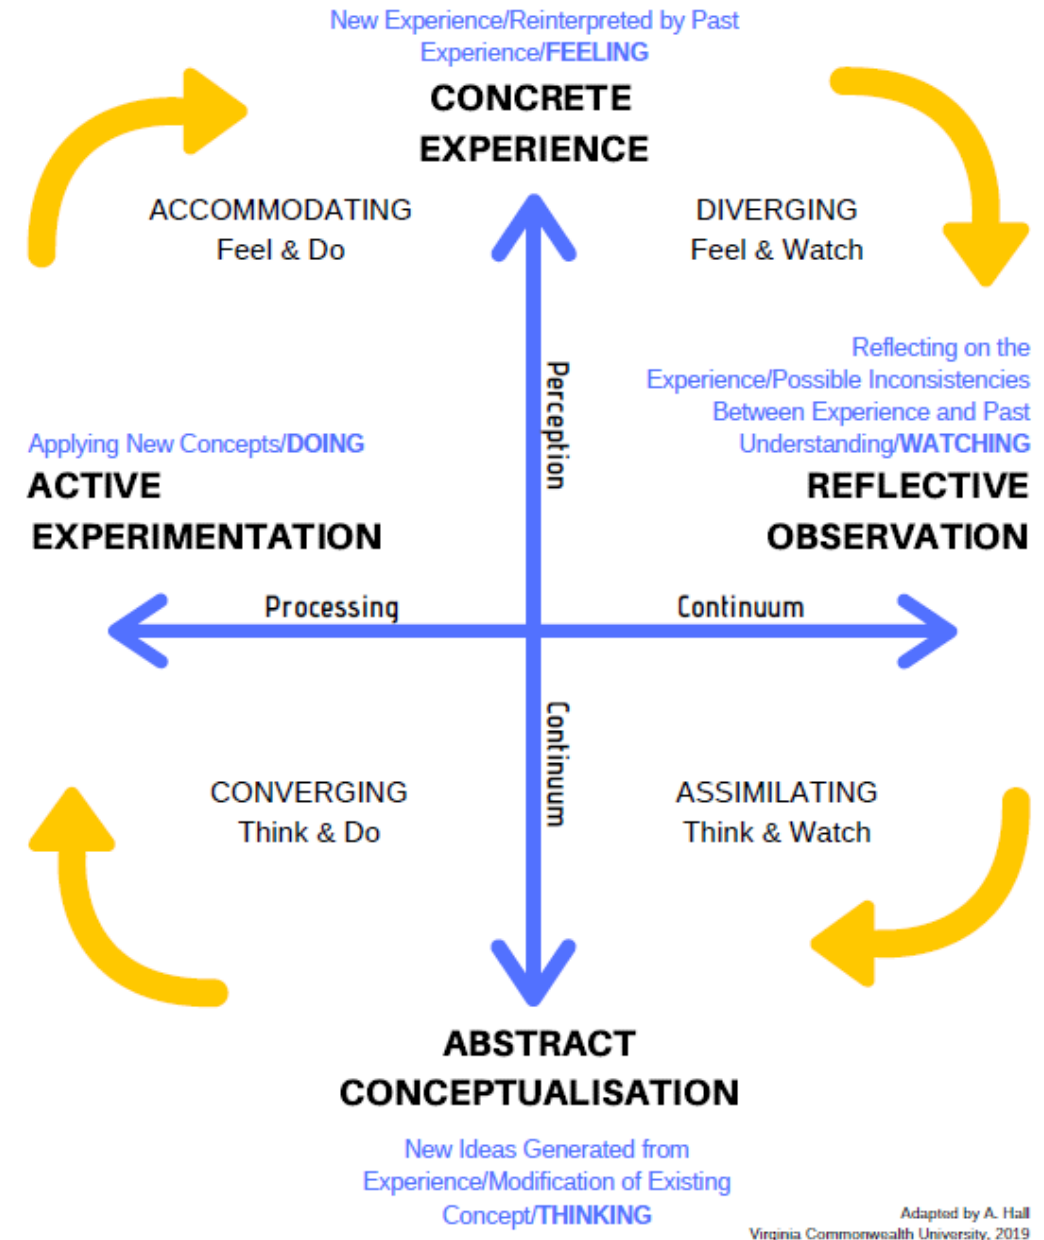 New Experience/Reinterpreted by Past
Experience/FEELING
CONCRETE
EXPERIENCE
ACCOMMODATING
Feel & Do
DIVERGING
Feel & Watch
Perception
Reflecting on the
Experience/Possible Inconsistencies
Between Experience and Past
Understanding/WATCHING
REFLECTIVE
OBSERVATION
Applying New Concepts/DOING
ACTIVE
EXPERIMENTATION
Processing
Continuum
Continuum
CONVERGING
Think & Do
ASSIMILATING
Think & Watch
ABSTRACT
CONCEPTUALISATION
New Ideas Generated from
Experience/Modification of Existing
Concept/THINKING
Adapted by A. Hall
Virginia Commonwealth University, 2019